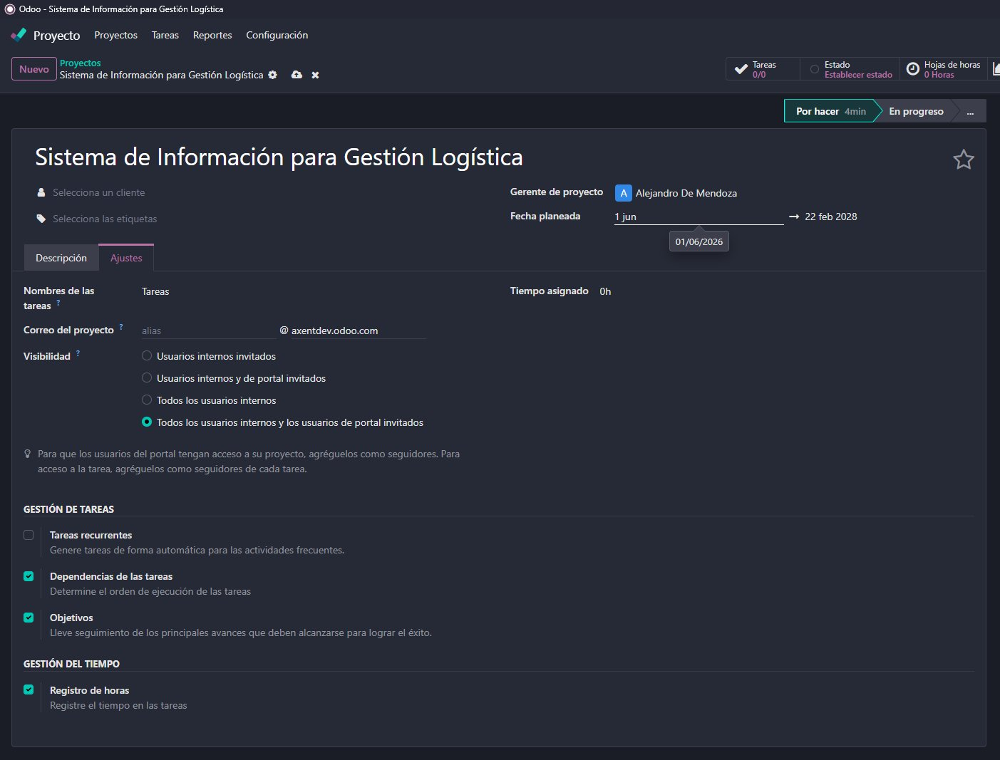 Odoo - Sistema de Información para Gestión Logística
Proyecto Proyectos Tareas Reportes Configuración
Nuevo
Proyectos
Sistema de Información para Gestión Logística
Tareas
0/0
Estado
Establecer estado
Hojas de horas
0 Horas
Por hacer 4min En progreso ...
Sistema de Información para Gestión Logística
Selecciona un cliente
Selecciona las etiquetas
Gerente de proyecto A Alejandro De Mendoza
Fecha planeada 1 jun → 22 feb 2028
01/06/2026
Descripción Ajustes
Nombres de las
tareas ? Tareas
Tiempo asignado 0h
Correo del proyecto ? alias @ axentdev.odoo.com
Visibilidad ? Usuarios internos invitados
Usuarios internos y de portal invitados
Todos los usuarios internos
Todos los usuarios internos y los usuarios de portal invitados
Para que los usuarios del portal tengan acceso a su proyecto, agréguelos como seguidores. Para
acceso a la tarea, agréguelos como seguidores de cada tarea.
GESTIÓN DE TAREAS
Tareas recurrentes
Genere tareas de forma automática para las actividades frecuentes.
Dependencias de las tareas
Determine el orden de ejecución de las tareas
Objetivos
Lleve seguimiento de los principales avances que deben alcanzarse para lograr el éxito.
GESTIÓN DEL TIEMPO
Registro de horas
Registre el tiempo en las tareas